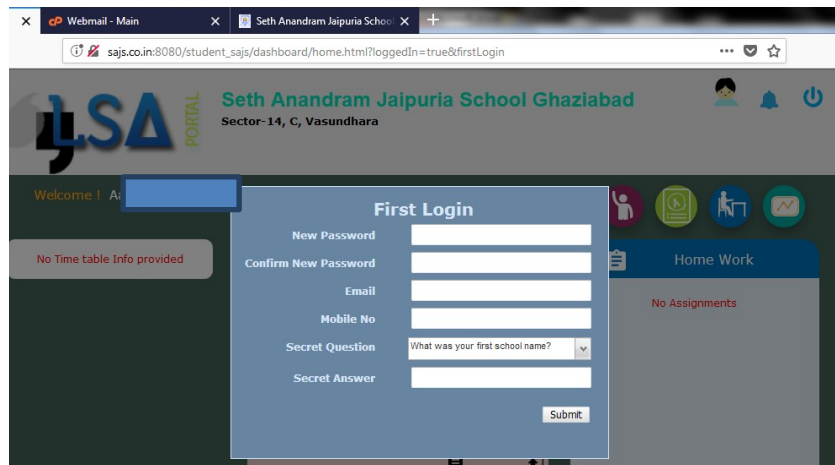 Webmail - Main
Seth Anandram Jaipuria School
sajs.co.in:8080/student_sajs/dashboard/home.html?loggedIn=true&firstLogin
LSA
PORTAL
Seth Anandram Jaipuria School Ghaziabad
Sector-14, C, Vasundhara
Welcome !
First Login
New Password
Confirm New Password
Email
Mobile No
Secret Question
What was your first school name?
Secret Answer
Submit
No Time table Info provided
Home Work
No Assignments